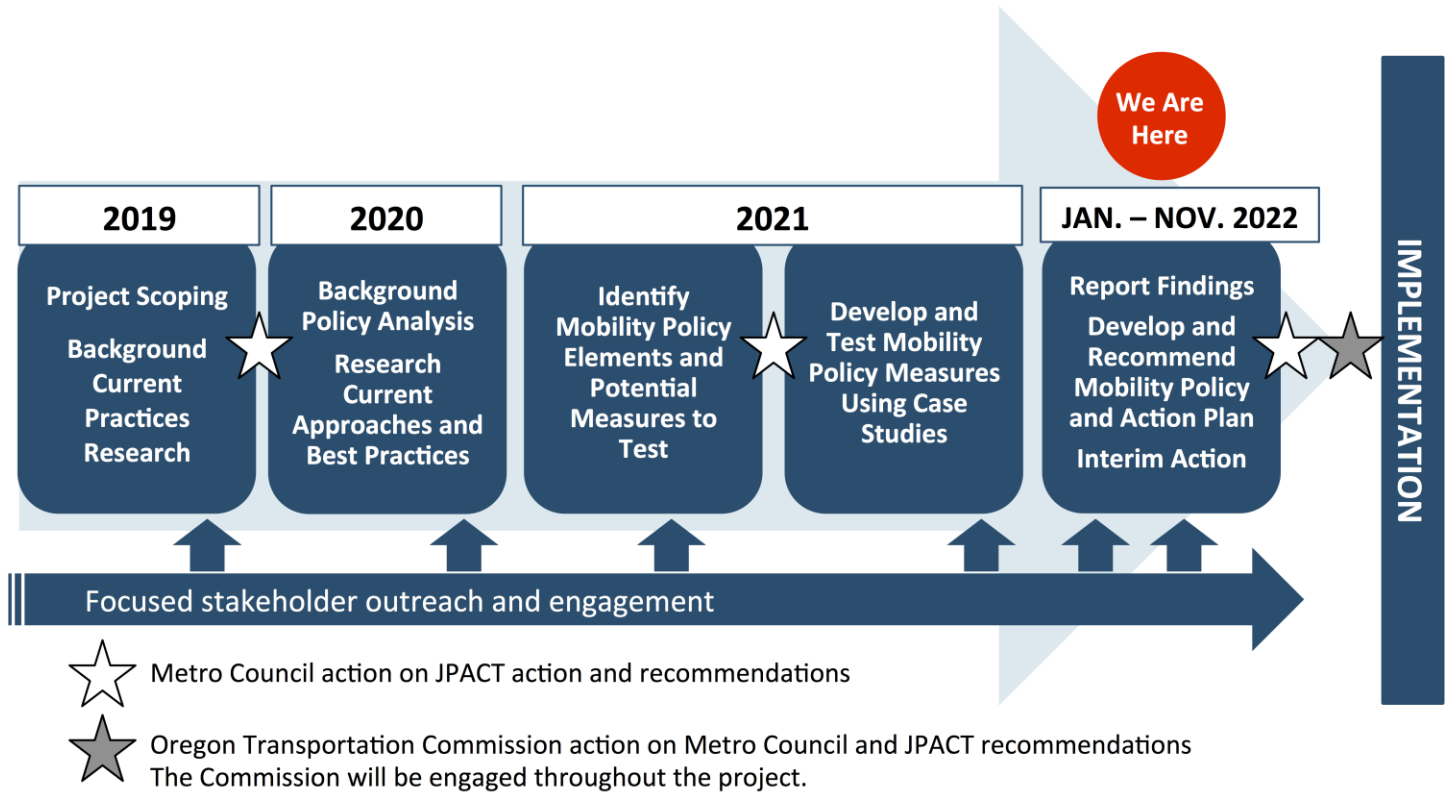 We Are
Here
2019
2020
2021
JAN. – NOV. 2022
Project Scoping
Background
Current
Practices
Research
Background
Policy Analysis
Research
Current
Approaches and
Best Practices
Identify
Mobility Policy
Elements and
Potential
Measures to
Test
Develop and
Test Mobility
Policy Measures
Using Case
Studies
Report Findings
Develop and
Recommend
Mobility Policy
and Action Plan
Interim Action
IMPLEMENTATION
Focused stakeholder outreach and engagement
Metro Council action on JPACT action and recommendations
Oregon Transportation Commission action on Metro Council and JPACT recommendations
The Commission will be engaged throughout the project.